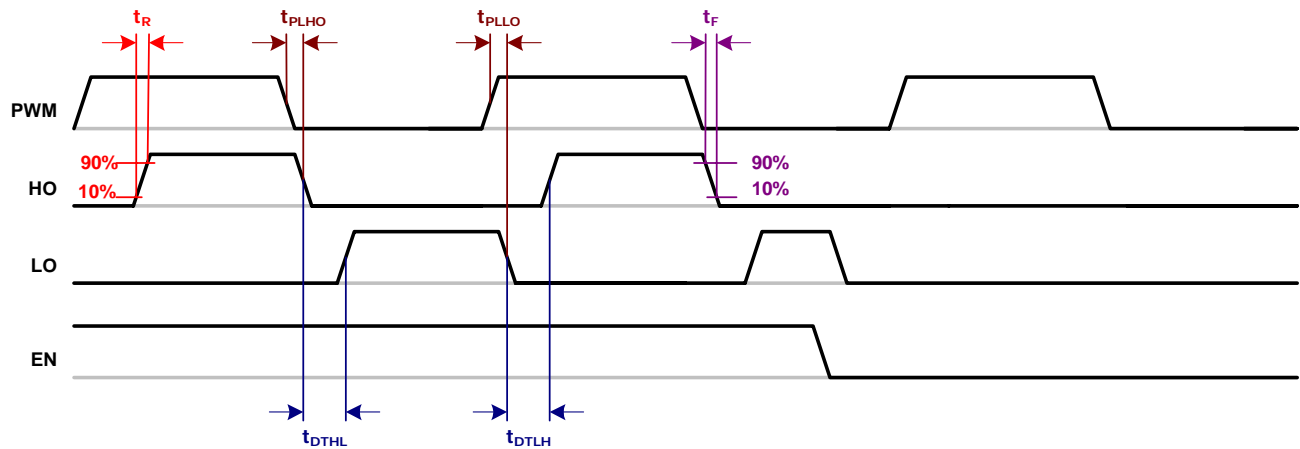 tR tPLHO tPLLO tF
PWM
90% 90%
HO 10% 10%
LO
EN
tDTHL tDTLH